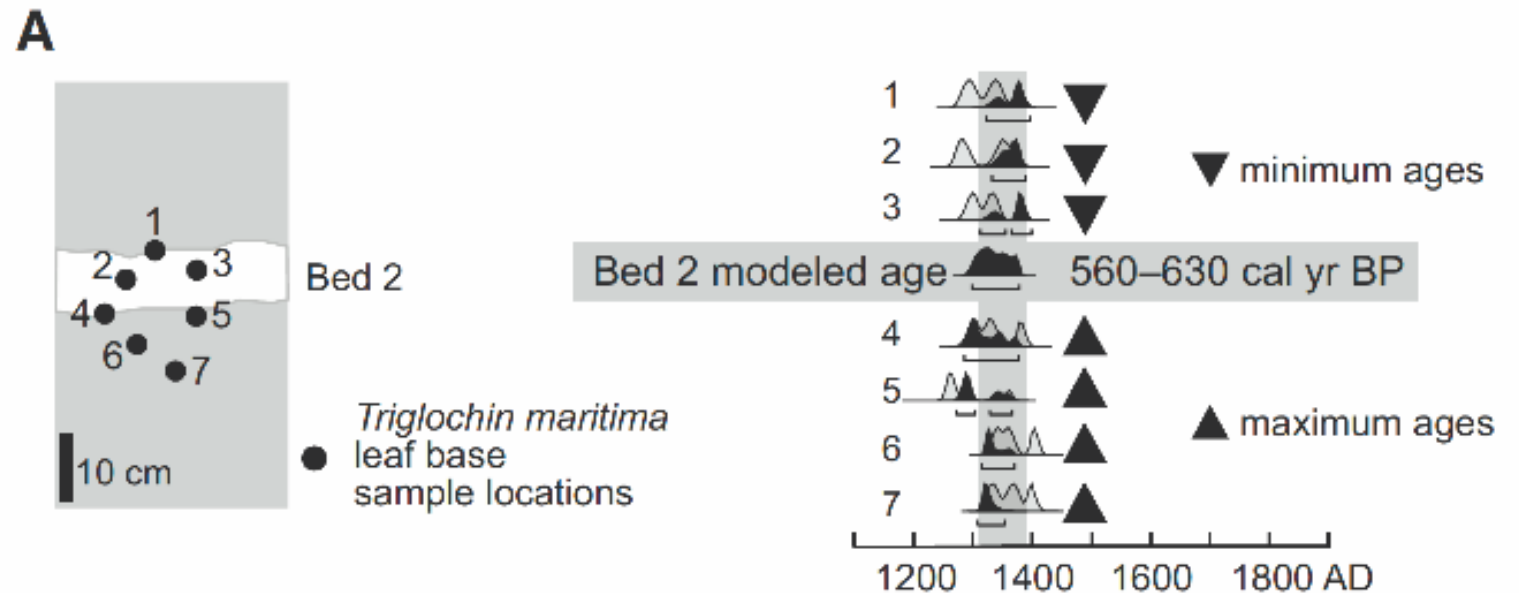 A
1
2
3
Bed 2
4
5
6
7
10 cm
Triglochin maritima
leaf base
sample locations
1
2
3
minimum ages
Bed 2 modeled age 560–630 cal yr BP
4
5
6
7
maximum ages
1200 1400 1600 1800 AD